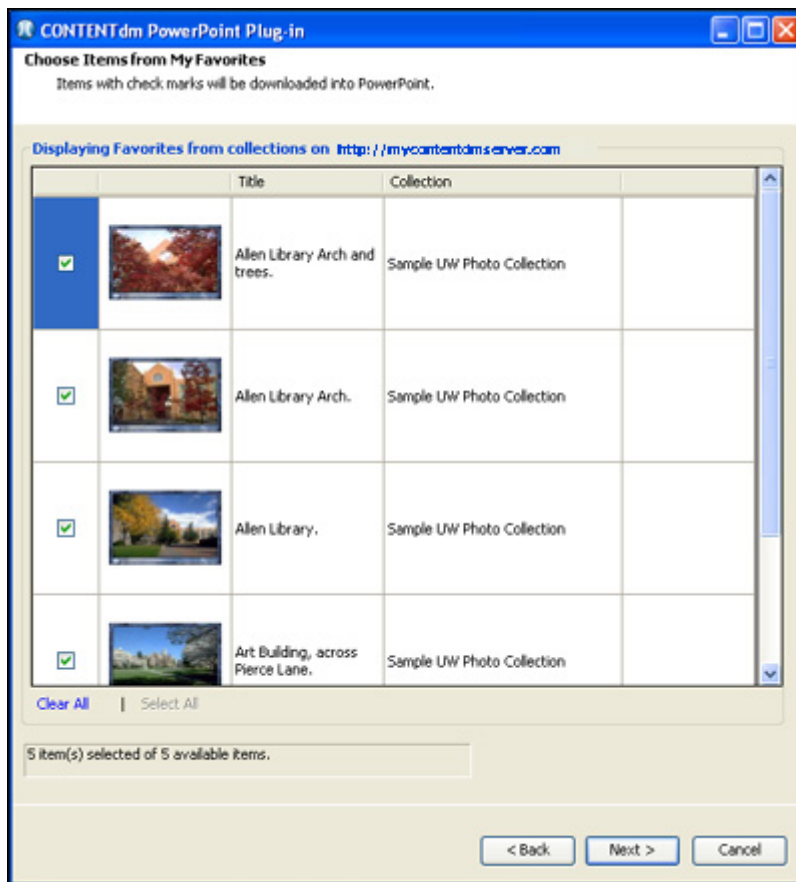 CONTENTdm PowerPoint Plug-in
Choose Items from My Favorites
Items with check marks will be downloaded into PowerPoint.
Displaying Favorites from collections on http://mycontentdmserver.com
Title Collection
Allen Library Arch and
trees.
Sample UW Photo Collection
Allen Library Arch.
Sample UW Photo Collection
Allen Library.
Sample UW Photo Collection
Art Building, across
Pierce Lane.
Sample UW Photo Collection
Clear All | Select All
5 item(s) selected of 5 available items.
< Back Next > Cancel